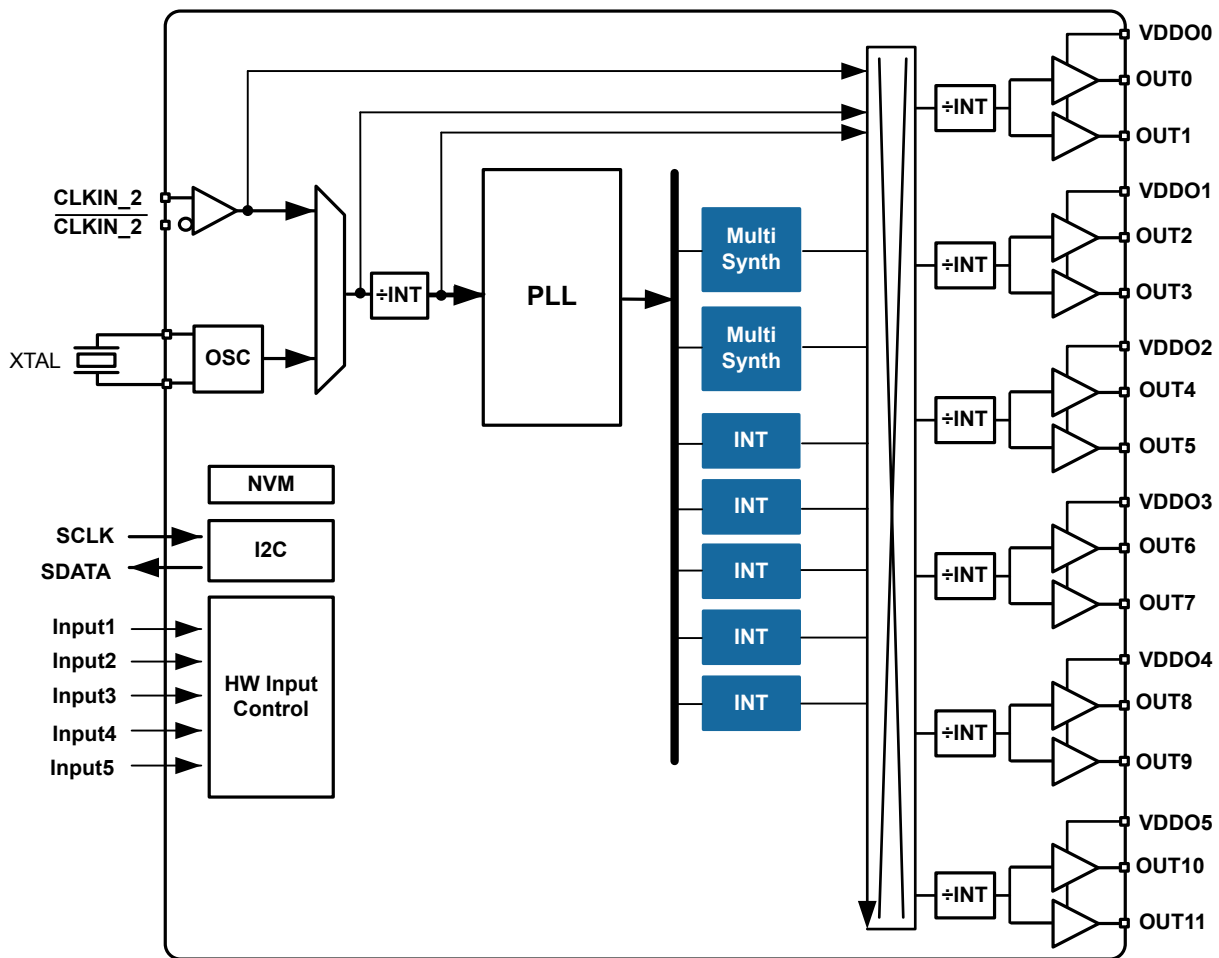 VDDO0
OUT0
÷INT
OUT1
CLKIN_2
CLKIN_2
VDDO1
OUT2
÷INT
OUT3
Multi
Synth
÷INT
PLL
XTAL
OSC
Multi
Synth
VDDO2
OUT4
÷INT
OUT5
INT
NVM
INT
SCLK
I2C
SDATA
INT
VDDO3
OUT6
÷INT
OUT7
Input1
Input2
Input3
Input4
Input5
HW Input
Control
INT
INT
VDDO4
OUT8
÷INT
OUT9
VDDO5
OUT10
÷INT
OUT11